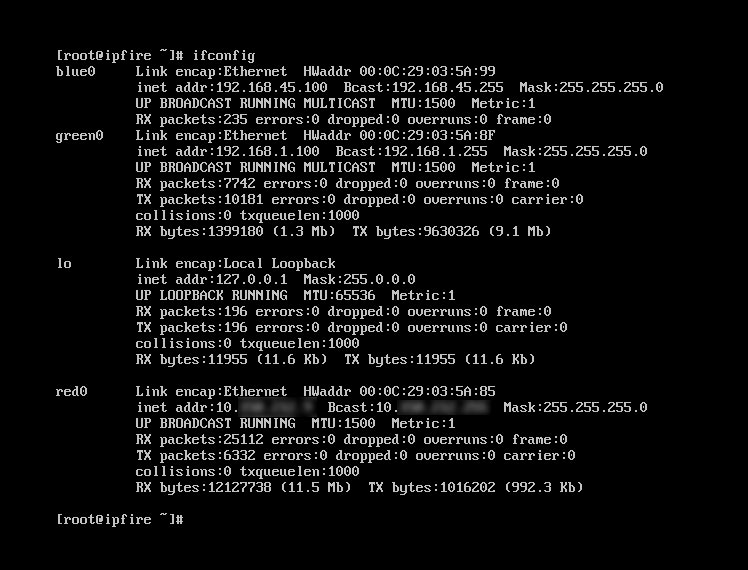 [root@ipfire ~]# ifconfig
blue0     Link encap:Ethernet  HWaddr 00:0C:29:03:5A:99
          inet addr:192.168.45.100  Bcast:192.168.45.255  Mask:255.255.255.0
          UP BROADCAST RUNNING MULTICAST  MTU:1500  Metric:1
          RX packets:235 errors:0 dropped:0 overruns:0 frame:0
green0    Link encap:Ethernet  HWaddr 00:0C:29:03:5A:8F
          inet addr:192.168.1.100  Bcast:192.168.1.255  Mask:255.255.255.0
          UP BROADCAST RUNNING MULTICAST  MTU:1500  Metric:1
          RX packets:7742 errors:0 dropped:0 overruns:0 frame:0
          TX packets:10181 errors:0 dropped:0 overruns:0 carrier:0
          collisions:0 txqueuelen:1000
          RX bytes:1399180 (1.3 Mb)  TX bytes:9630326 (9.1 Mb)

lo        Link encap:Local Loopback
          inet addr:127.0.0.1  Mask:255.0.0.0
          UP LOOPBACK RUNNING  MTU:65536  Metric:1
          RX packets:196 errors:0 dropped:0 overruns:0 frame:0
          TX packets:196 errors:0 dropped:0 overruns:0 carrier:0
          collisions:0 txqueuelen:1000
          RX bytes:11955 (11.6 Kb)  TX bytes:11955 (11.6 Kb)

red0      Link encap:Ethernet  HWaddr 00:0C:29:03:5A:85
          inet addr:10.  Bcast:10.  Mask:255.255.255.0
          UP BROADCAST RUNNING  MTU:1500  Metric:1
          RX packets:25112 errors:0 dropped:0 overruns:0 frame:0
          TX packets:6332 errors:0 dropped:0 overruns:0 carrier:0
          collisions:0 txqueuelen:1000
          RX bytes:12127738 (11.5 Mb)  TX bytes:1016202 (992.3 Kb)

[root@ipfire ~]#